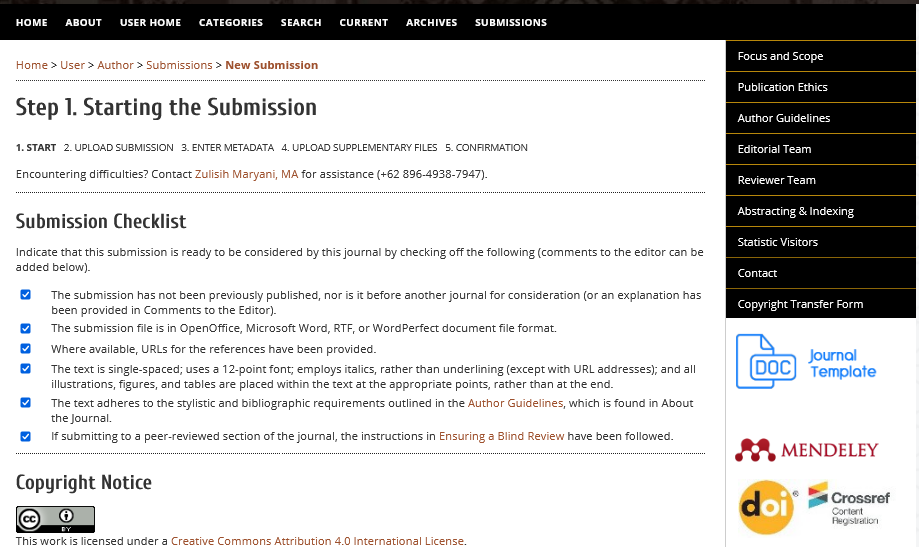 HOME ABOUT USER HOME CATEGORIES SEARCH CURRENT ARCHIVES SUBMISSIONS
Home > User > Author > Submissions > New Submission
Step 1. Starting the Submission
1. START 2. UPLOAD SUBMISSION 3. ENTER METADATA 4. UPLOAD SUPPLEMENTARY FILES 5. CONFIRMATION
Encountering difficulties? Contact Zulisih Maryani, MA for assistance (+62 896-4938-7947).
Submission Checklist
Indicate that this submission is ready to be considered by this journal by checking off the following (comments to the editor can be
added below).
The submission has not been previously published, nor is it before another journal for consideration (or an explanation has
been provided in Comments to the Editor).
The submission file is in OpenOffice, Microsoft Word, RTF, or WordPerfect document file format.
Where available, URLs for the references have been provided.
The text is single-spaced; uses a 12-point font; employs italics, rather than underlining (except with URL addresses); and all
illustrations, figures, and tables are placed within the text at the appropriate points, rather than at the end.
The text adheres to the stylistic and bibliographic requirements outlined in the Author Guidelines, which is found in About
the Journal.
If submitting to a peer-reviewed section of the journal, the instructions in Ensuring a Blind Review have been followed.
Copyright Notice
cc BY
This work is licensed under a Creative Commons Attribution 4.0 International License.
Focus and Scope
Publication Ethics
Author Guidelines
Editorial Team
Reviewer Team
Abstracting & Indexing
Statistic Visitors
Contact
Copyright Transfer Form
DOC
Journal
Template
MENDELEY
doi®
Crossref
Content
Registration